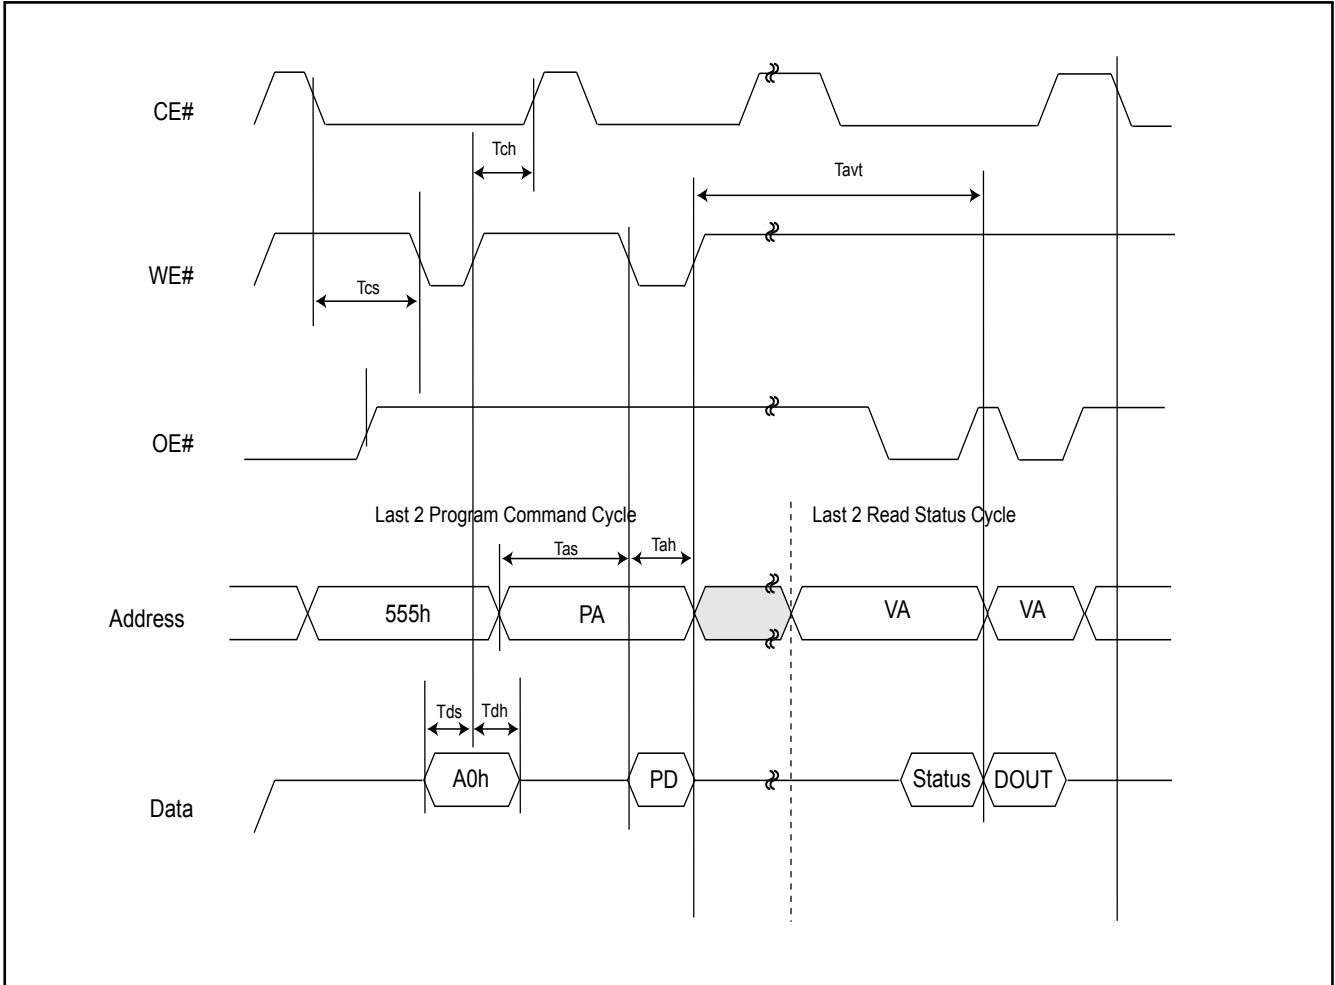 CE#
Tch
Tavt
WE#
Tcs
OE#
Last 2 Program Command Cycle
Last 2 Read Status Cycle
Tas
Tah
Address
555h
PA
VA
VA
Tds
Tdh
Data
A0h
PD
Status
DOUT